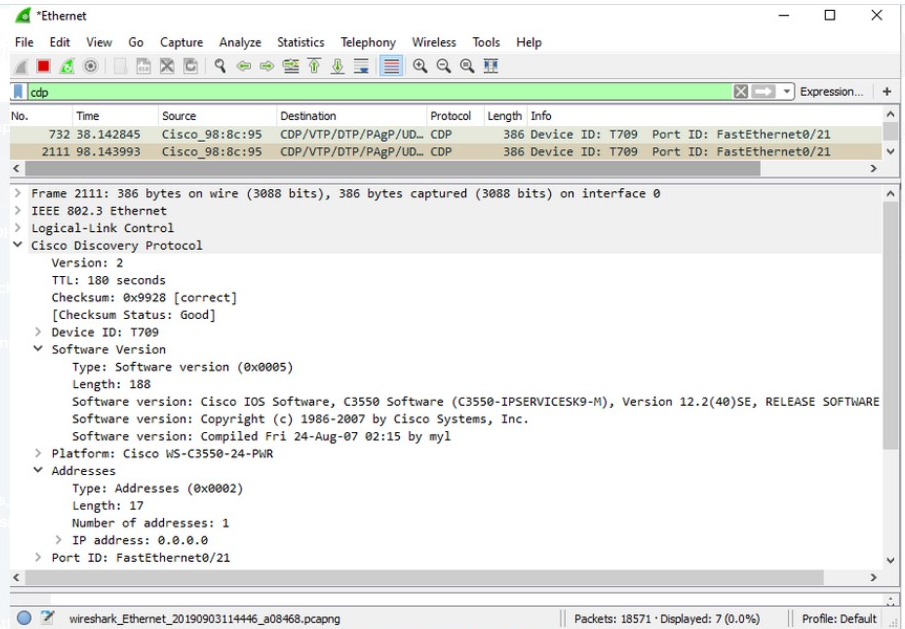 *Ethernet
File Edit View Go Capture Analyze Statistics Telephony Wireless Tools Help
cdp Expression... +
No. Time Source Destination Protocol Length Info
732 38.142845 Cisco_98:8c:95 CDP/VTP/DTP/PAgP/UD… CDP 386 Device ID: T709 Port ID: FastEthernet0/21
2111 98.143993 Cisco_98:8c:95 CDP/VTP/DTP/PAgP/UD… CDP 386 Device ID: T709 Port ID: FastEthernet0/21
Frame 2111: 386 bytes on wire (3088 bits), 386 bytes captured (3088 bits) on interface 0
IEEE 802.3 Ethernet
Logical-Link Control
Cisco Discovery Protocol
Version: 2
TTL: 180 seconds
Checksum: 0x9928 [correct]
[Checksum Status: Good]
Device ID: T709
Software Version
Type: Software version (0x0005)
Length: 188
Software version: Cisco IOS Software, C3550 Software (C3550-IPSERVICESK9-M), Version 12.2(40)SE, RELEASE SOFTWARE
Software version: Copyright (c) 1986-2007 by Cisco Systems, Inc.
Software version: Compiled Fri 24-Aug-07 02:15 by myl
Platform: Cisco WS-C3550-24-PWR
Addresses
Type: Addresses (0x0002)
Length: 17
Number of addresses: 1
IP address: 0.0.0.0
Port ID: FastEthernet0/21
wireshark_Ethernet_20190903114446_a08468.pcapng Packets: 18571 · Displayed: 7 (0.0%) Profile: Default